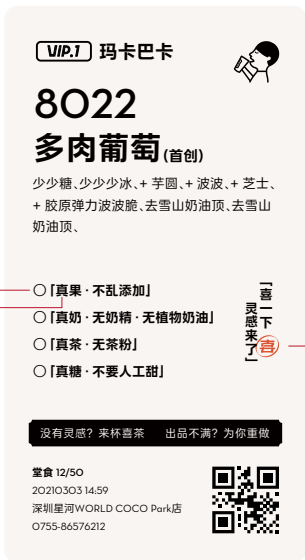 VIP.1 玛卡巴卡
8022
多肉葡萄(首创)
少少糖、少少少冰、+ 芋圆、+ 波波、+ 芝士、
+ 胶原弹力波波脆、去雪山奶油顶、去雪山
奶油顶、
○「真果·不乱添加」
○「真奶·无奶精·无植物奶油」
○「真茶·无茶粉」
○「真糖·不要人工甜」
「喜一下
灵感来了」
喜
没有灵感？来杯喜茶 出品不满？为你重做
堂食 12/50
20210303 14:59
深圳星河WORLD COCO Park店
0755-86576212